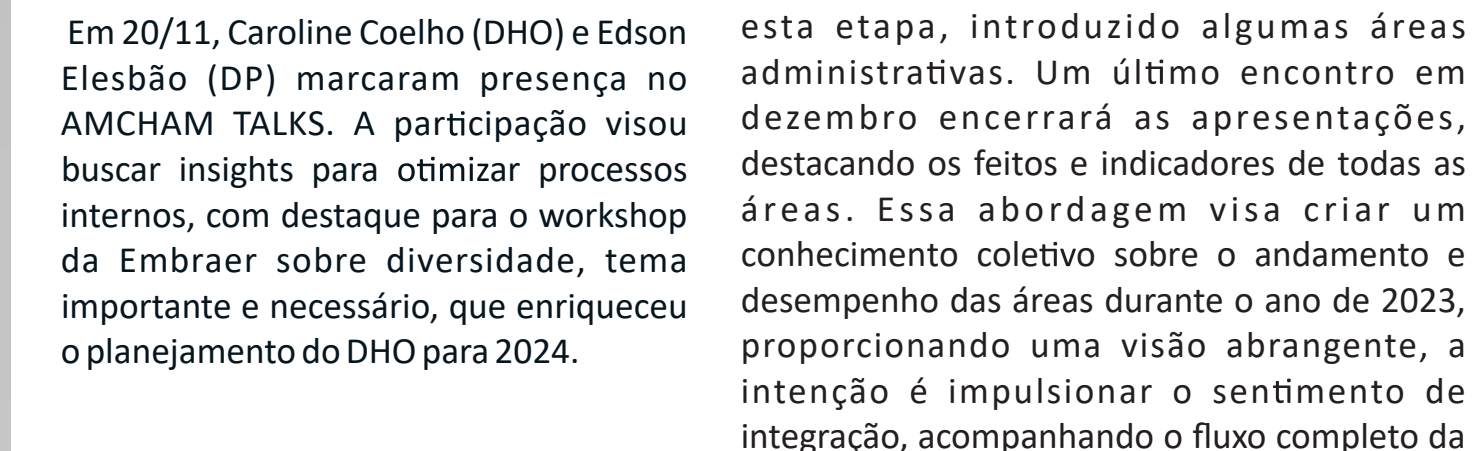 Em 20/11, Caroline Coelho (DHO) e Edson
Elesbão (DP) marcaram presença no
AMCHAM TALKS. A participação visou
buscar insights para otimizar processos
internos, com destaque para o workshop
da Embraer sobre diversidade, tema
importante e necessário, que enriqueceu
o planejamento do DHO para 2024.
esta etapa, introduzido algumas áreas
administrativas. Um último encontro em
dezembro encerrará as apresentações,
destacando os feitos e indicadores de todas as
áreas. Essa abordagem visa criar um
conhecimento coletivo sobre o andamento e
desempenho das áreas durante o ano de 2023,
proporcionando uma visão abrangente, a
intenção é impulsionar o sentimento de
integração, acompanhando o fluxo completo da